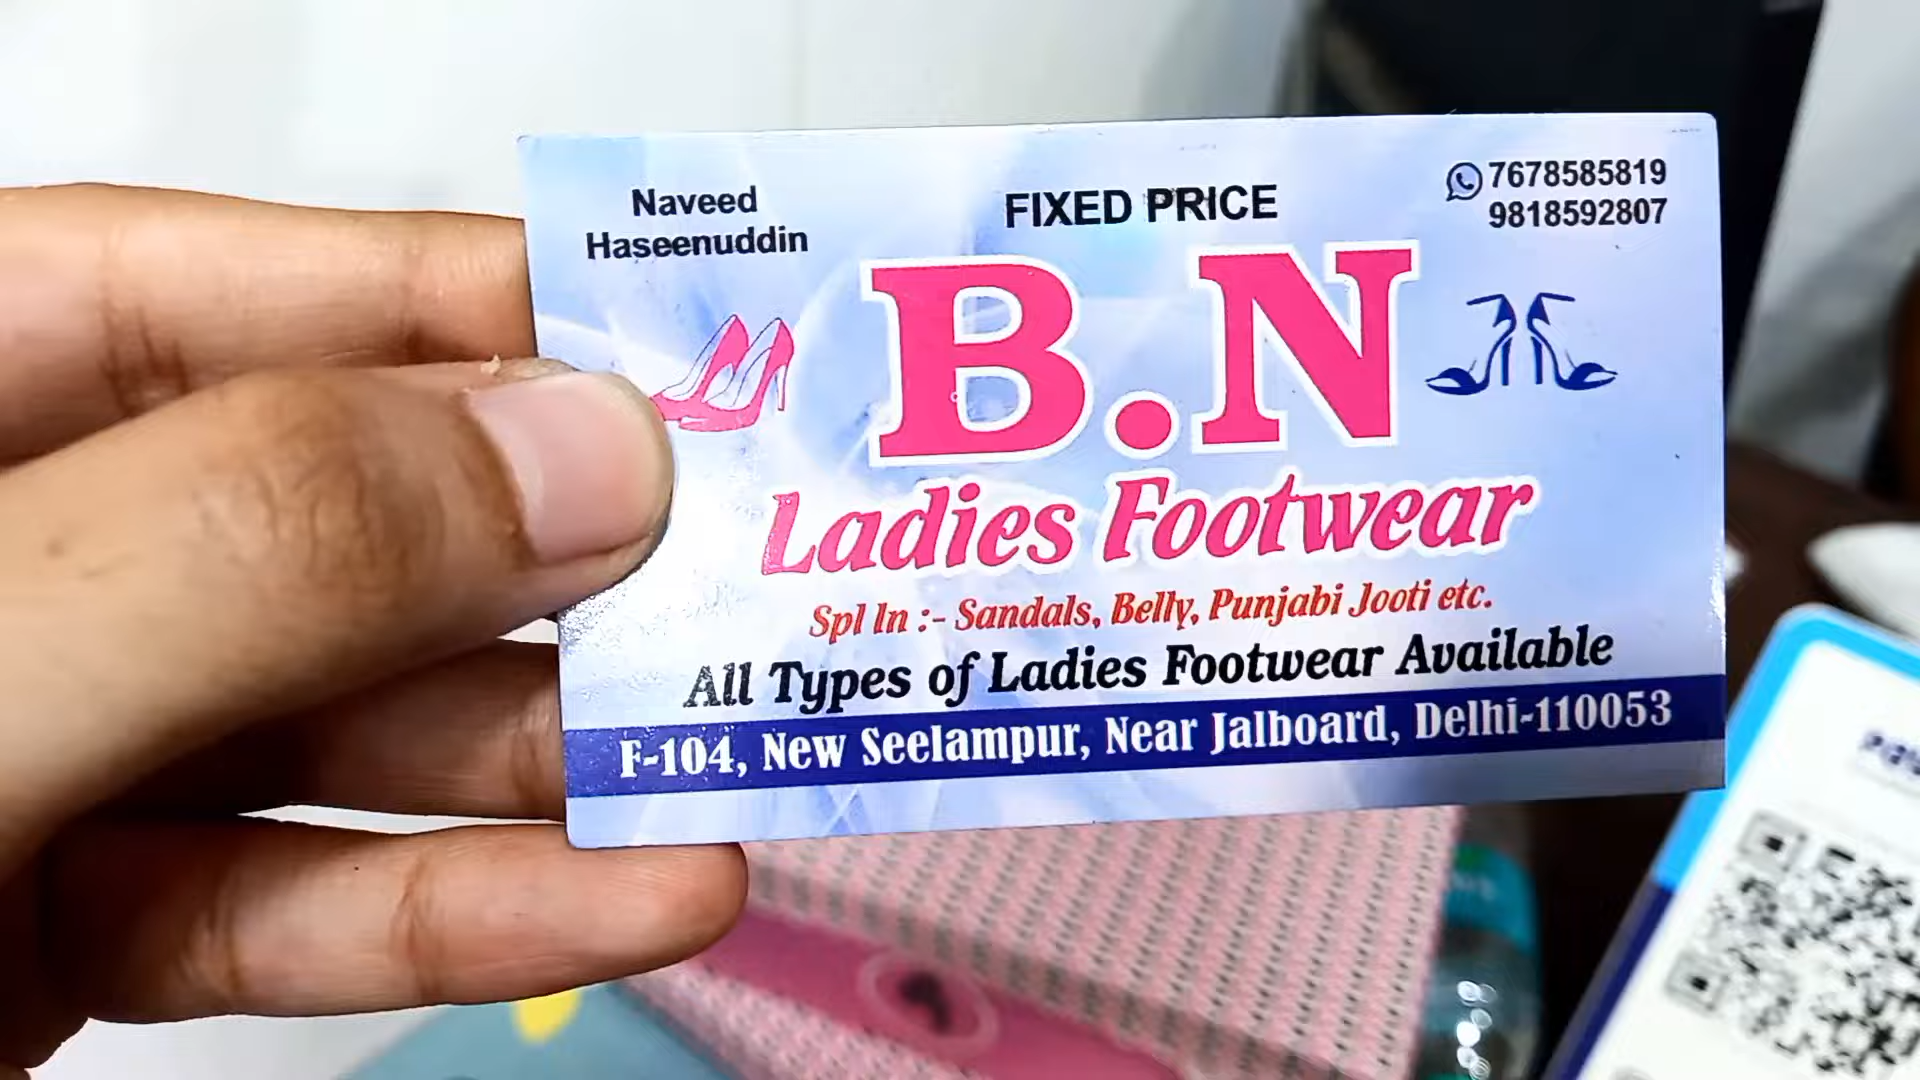 Naveed
Haseenuddin
FIXED PRICE
7678585819
9818592807
B.N
Ladies Footwear
Spl In :- Sandals, Belly, Punjabi Jooti etc.
All Types of Ladies Footwear Available
F-104, New Seelampur, Near Jalboard, Delhi-110053